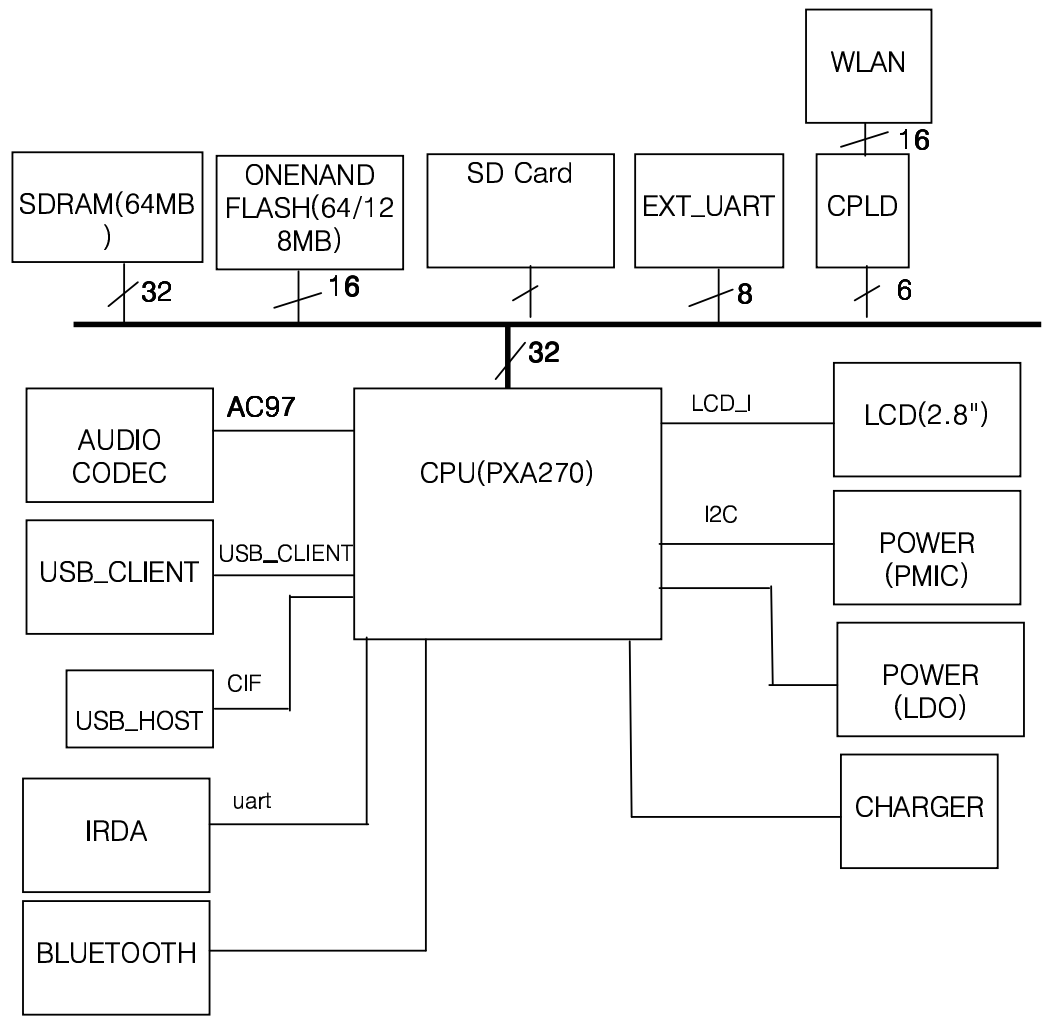 WLAN
16
SDRAM(64MB
)
ONENAND
FLASH(64/12
8MB)
SD Card
EXT_UART
CPLD
32
16
8
6
32
AUDIO
CODEC
AC97
CPU(PXA270)
LCD_I
LCD(2.8")
USB_CLIENT
USB_CLIENT
I2C
POWER
(PMIC)
CIF
USB_HOST
POWER
(LDO)
uart
IRDA
CHARGER
BLUETOOTH